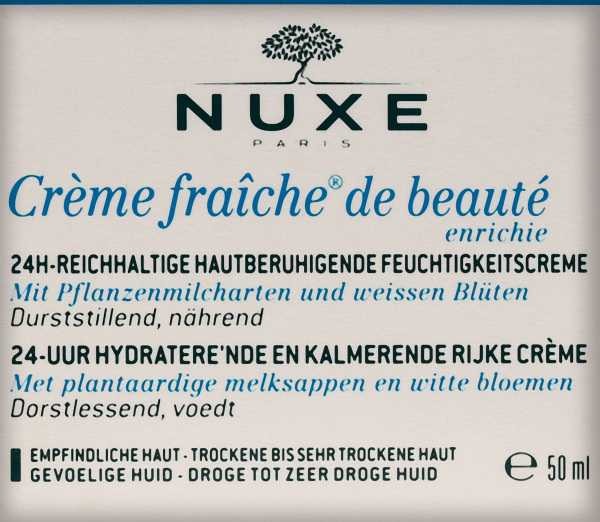 NUXE
PARIS
Crème fraîche® de beauté
enrichie
24H-REICHHALTIGE HAUTBERUHIGENDE FEUCHTIGKEITSCREME
Mit Pflanzenmilcharten und weissen Blüten
Durststillend, nährend
24-UUR HYDRATERE'NDE EN KALMERENDE RIJKE CRÈME
Met plantaardige melksappen en witte bloemen
Dorstlessend, voedt
EMPFINDLICHE HAUT - TROCKENE BIS SEHR TROCKENE HAUT
GEVOELIGE HUID - DROGE TOT ZEER DROGE HUID
℮ 50 ml